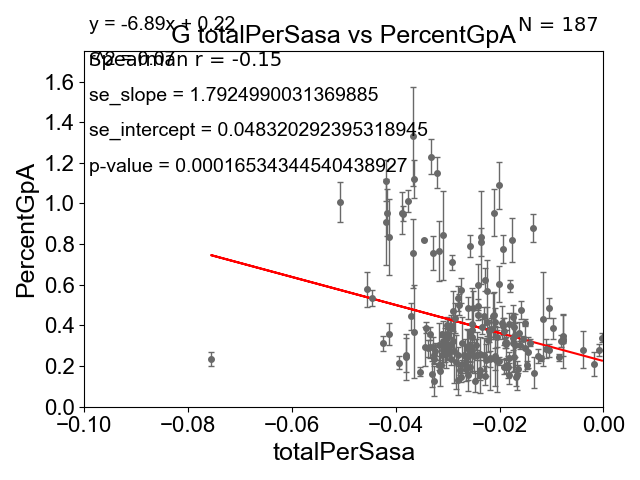 y = -6.89x + 0.22
N = 187
G totalPerSasa vs PercentGpA
Spearman r = -0.15
se_slope = 1.7924990031369885
se_intercept = 0.048320292395318945
p-value = 0.00016534344540438927
PercentGpA
1.6
1.4
1.2
1.0
0.8
0.6
0.4
0.2
0.0
−0.10
−0.08
−0.06
−0.04
−0.02
0.00
totalPerSasa